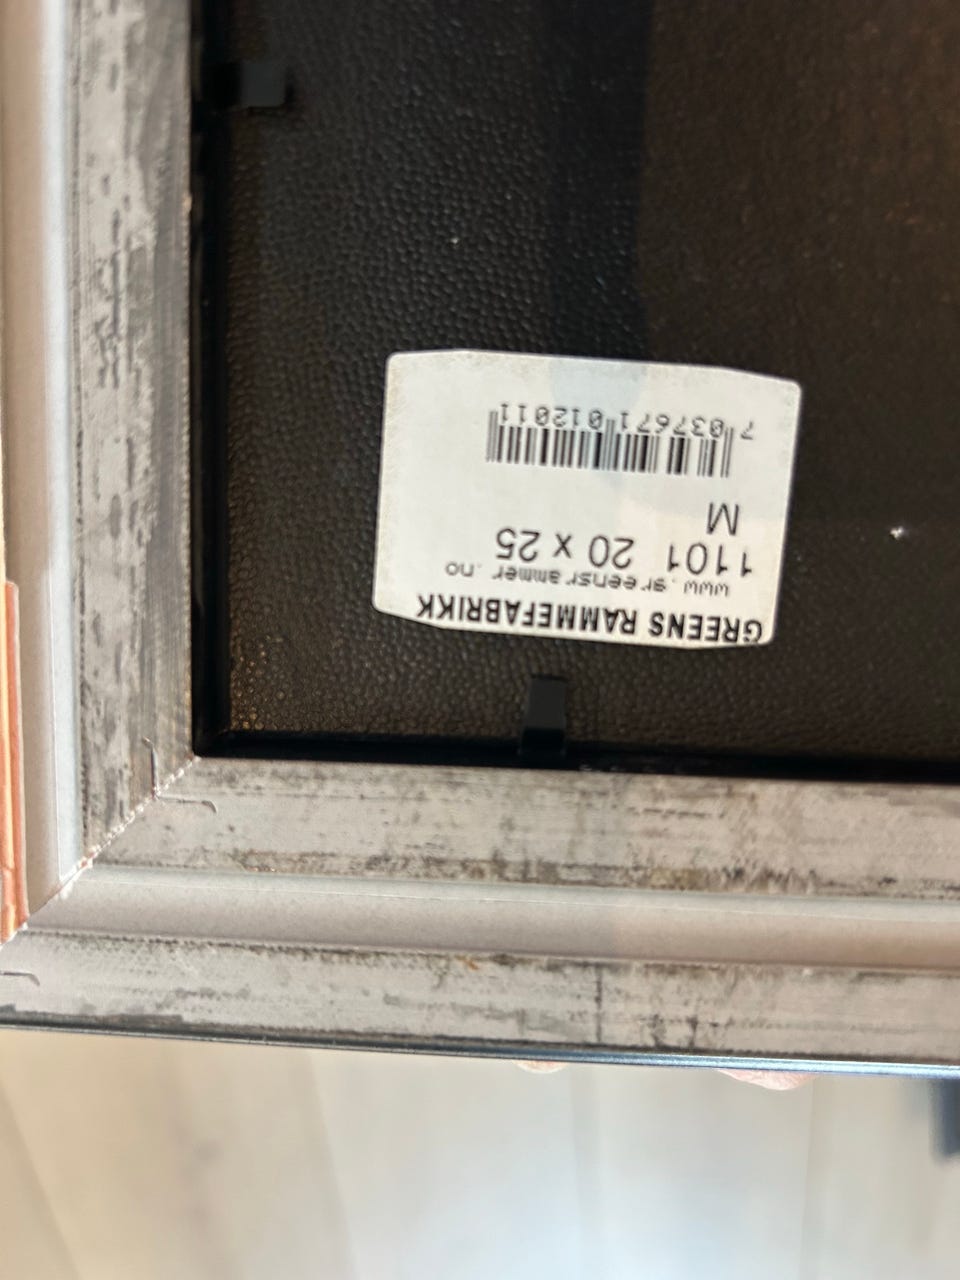 GREENS RAMMEFABRIKK
www.greensrammer.no
1101 20 x 25
M
7 037671 012011